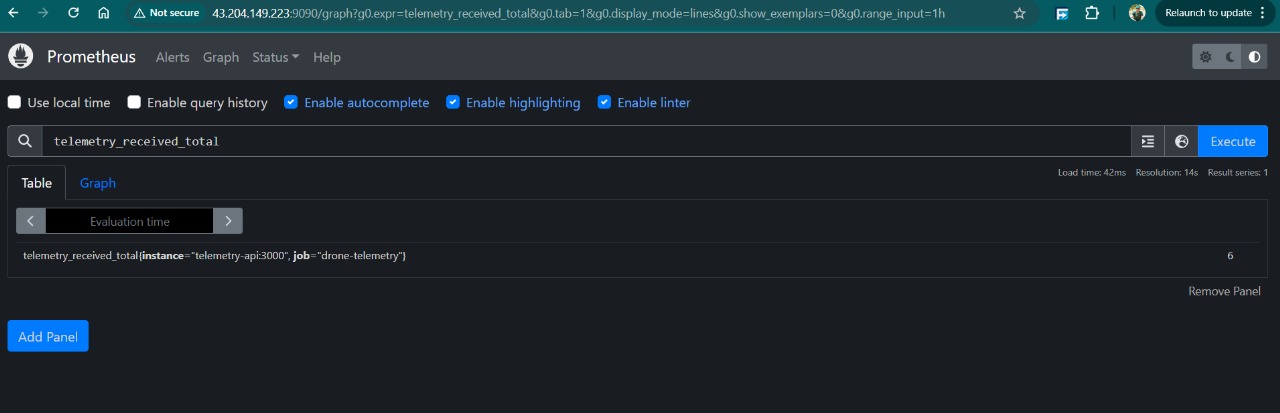 Not secure 43.204.149.223:9090/graph?g0.expr=telemetry_received_total&g0.tab=1&g0.display_mode=lines&g0.show_exemplars=0&g0.range_input=1h Relaunch to update
Prometheus Alerts Graph Status Help
Use local time Enable query history Enable autocomplete Enable highlighting Enable linter
telemetry_received_total Execute
Table Graph Load time: 42ms Resolution: 14s Result series: 1
Evaluation time
telemetry_received_total{instance="telemetry-api:3000", job="drone-telemetry"} 6
Remove Panel
Add Panel